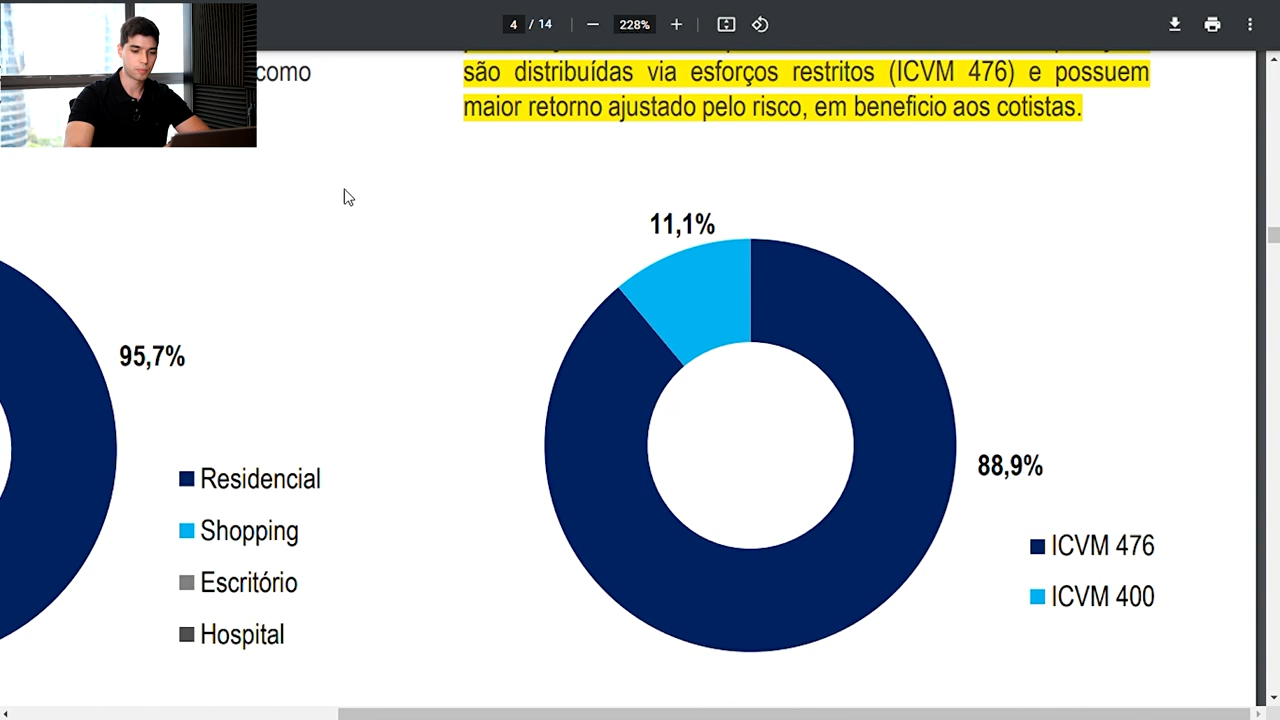 4 / 14
228%
como
são distribuídas via esforços restritos (ICVM 476) e possuem
maior retorno ajustado pelo risco, em benefício aos cotistas.
11,1%
95,7%
88,9%
Residencial
Shopping
Escritório
Hospital
ICVM 476
ICVM 400